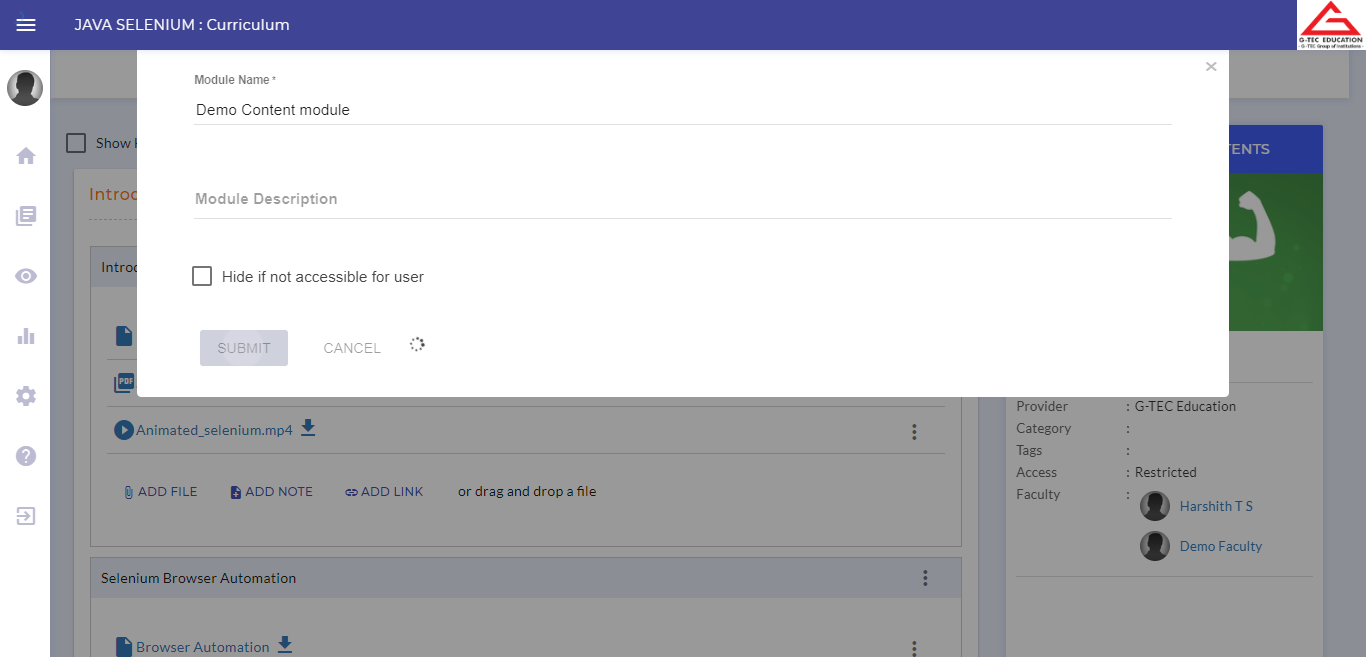 JAVA SELENIUM : Curriculum
G-TEC EDUCATION
- G-TEC Group of Institutions -
Module Name *
Demo Content module
Show
TENTS
Module Description
Hide if not accessible for user
SUBMIT
CANCEL
PDF
Animated_selenium.mp4
ADD FILE
ADD NOTE
ADD LINK
or drag and drop a file
Selenium Browser Automation
Browser Automation
Provider : G-TEC Education
Category :
Tags :
Access : Restricted
Faculty :
Harshith T S
Demo Faculty